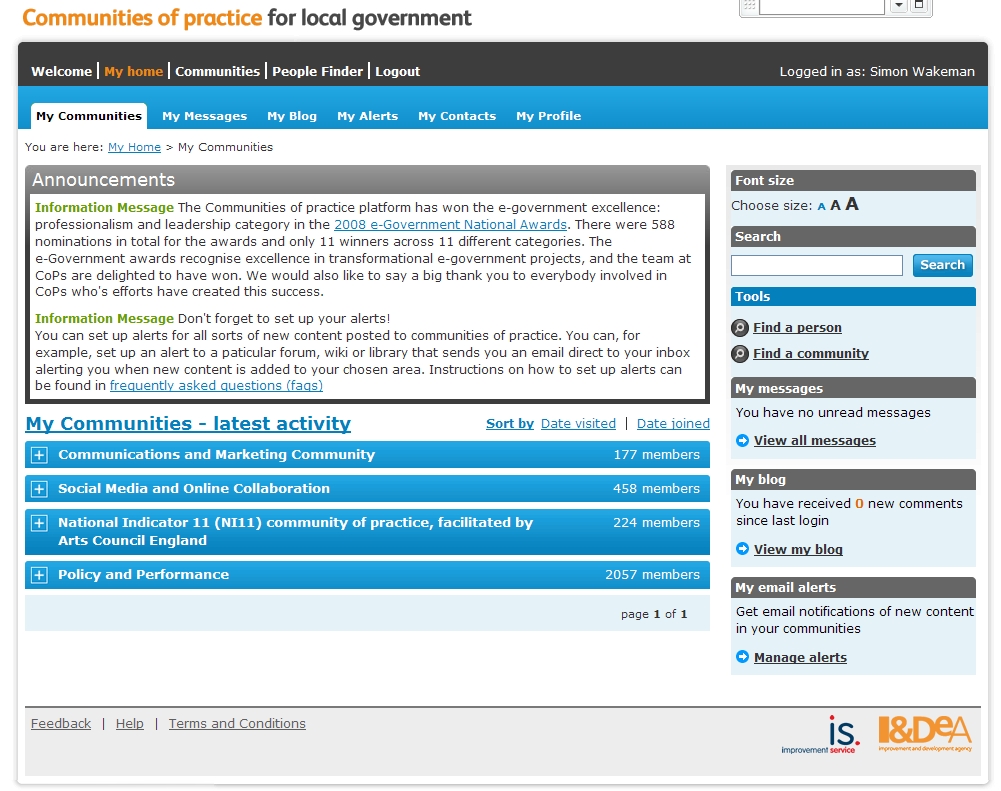 Communities of practice for local government
Welcome | My home | Communities | People Finder | Logout
Logged in as: Simon Wakeman
My Communities My Messages My Blog My Alerts My Contacts My Profile
You are here: My Home > My Communities
Announcements
Information Message The Communities of practice platform has won the e-government excellence:
professionalism and leadership category in the 2008 e-Government National Awards. There were 588
nominations in total for the awards and only 11 winners across 11 different categories. The
e-Government awards recognise excellence in transformational e-government projects, and the team at
CoPs are delighted to have won. We would also like to say a big thank you to everybody involved in
CoPs who's efforts have created this success.
Information Message Don't forget to set up your alerts!
You can set up alerts for all sorts of new content posted to communities of practice. You can, for
example, set up an alert to a paticular forum, wiki or library that sends you an email direct to your inbox
alerting you when new content is added to your chosen area. Instructions on how to set up alerts can
be found in frequently asked questions (faqs)
My Communities - latest activity
Sort by Date visited | Date joined
Communications and Marketing Community 177 members
Social Media and Online Collaboration 458 members
National Indicator 11 (NI11) community of practice, facilitated by 224 members
Arts Council England
Policy and Performance 2057 members
page 1 of 1
Font size
Choose size: A A A
Search
Search
Tools
Find a person
Find a community
My messages
You have no unread messages
View all messages
My blog
You have received 0 new comments
since last login
View my blog
My email alerts
Get email notifications of new content
in your communities
Manage alerts
Feedback | Help | Terms and Conditions
is.
improvement service
I&DeA
improvement and development agency